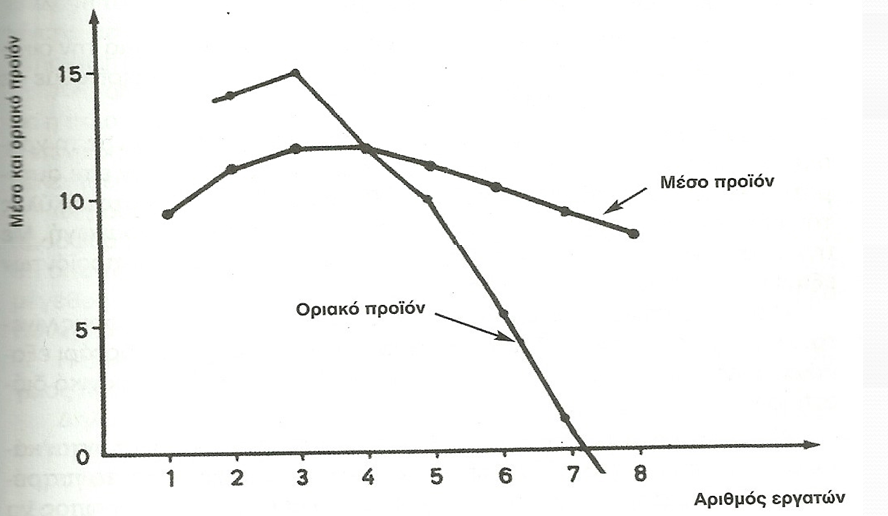 Μέσο και οριακό προϊόν
15
10
5
0
Μέσο προϊόν
Οριακό προϊόν
1 2 3 4 5 6 7 8
Αριθμός εργατών